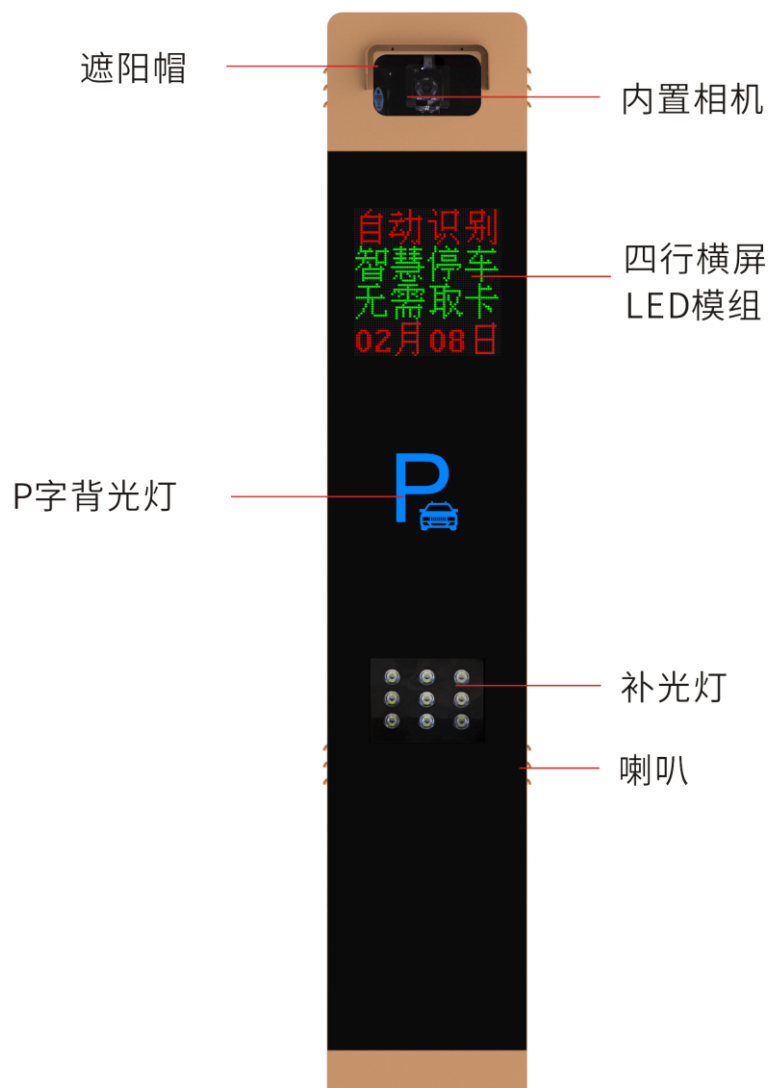 遮阳帽
内置相机
自动识别
智慧停车
无需取卡
02月08日
四行横屏
LED模组
P
P字背光灯
补光灯
喇叭